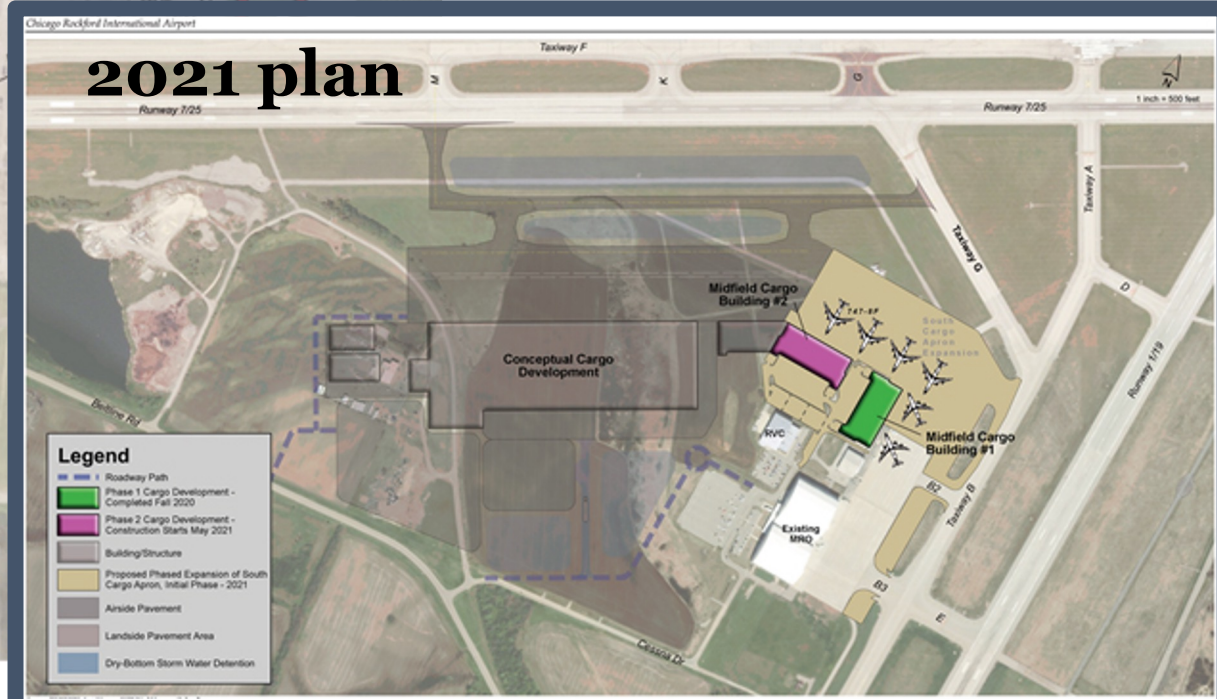 Chicago Rockford International Airport
2021 plan
Taxiway F
M
K
G
N
1 inch = 500 feet
Runway 7/25
Runway 7/25
Taxiway A
Taxiway G
D
Midfield Cargo
Building #2
747-8F
South
Cargo
Apron
Expansion
Conceptual Cargo
Development
Runway 1/19
Beltline Rd
RVC
Midfield Cargo
Building #1
B2
Taxiway B
Existing
MRO
B3
E
Cessna Dr
Legend
Roadway Path
Phase 1 Cargo Development -
Completed Fall 2020
Phase 2 Cargo Development -
Construction Starts May 2021
Building/Structure
Proposed Phased Expansion of South
Cargo Apron, Initial Phase - 2021
Airside Pavement
Landside Pavement Area
Dry-Bottom Storm Water Detention